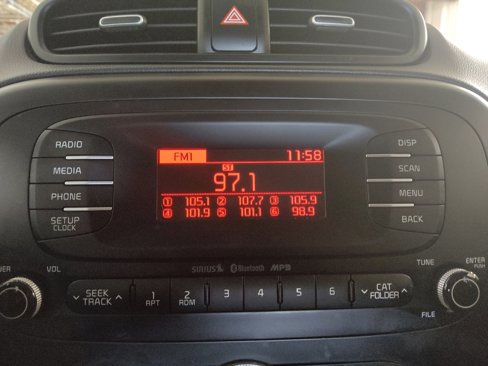 RADIO
MEDIA
PHONE
SETUP
CLOCK
FM1 11:58
ST
97.1
① 105.1 ② 107.7 ③ 105.9
④ 101.9 ⑤ 101.1 ⑥ 98.9
DISP
SCAN
MENU
BACK
SIRIUS Bluetooth MP3
VOL
SEEK
TRACK
1
RPT
2
RDM
3
4
5
6
CAT
FOLDER
TUNE
ENTER
PUSH
FILE